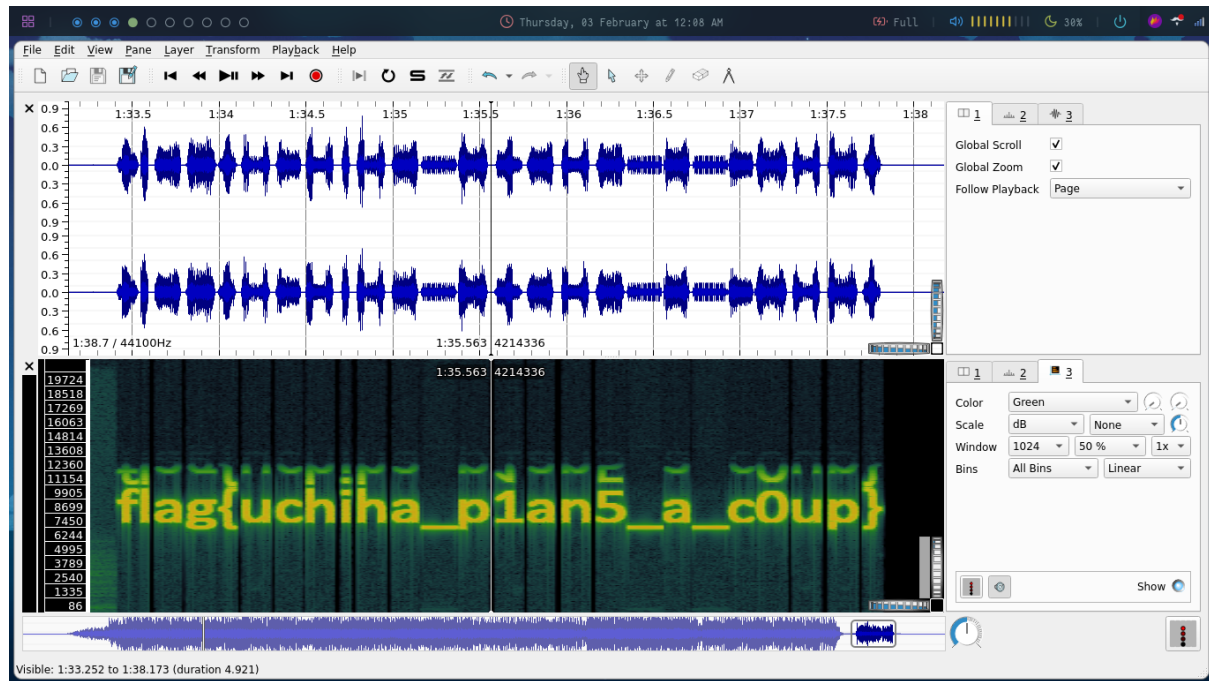 Thursday, 03 February at 12:08 AM
Full
30%
File Edit View Pane Layer Transform Playback Help
0.9
0.6
0.3
0.0
0.3
0.6
0.9
1:33.5 1:34 1:34.5 1:35 1:35.5 1:36 1:36.5 1:37 1:37.5 1:38
0.9
0.6
0.3
0.0
0.3
0.6
0.9
1:38.7 / 44100Hz
1:35.563 4214336
1 2 3
Global Scroll
Global Zoom
Follow Playback Page
1:35.563 4214336
19724
18518
17269
16063
14814
13608
12360
11154
9905
8699
7450
6244
4995
3789
2540
1335
86
flag{uchiha_p1an5_a_c0up}
1 2 3
Color Green
Scale dB None
Window 1024 50 % 1x
Bins All Bins Linear
Show
Visible: 1:33.252 to 1:38.173 (duration 4.921)